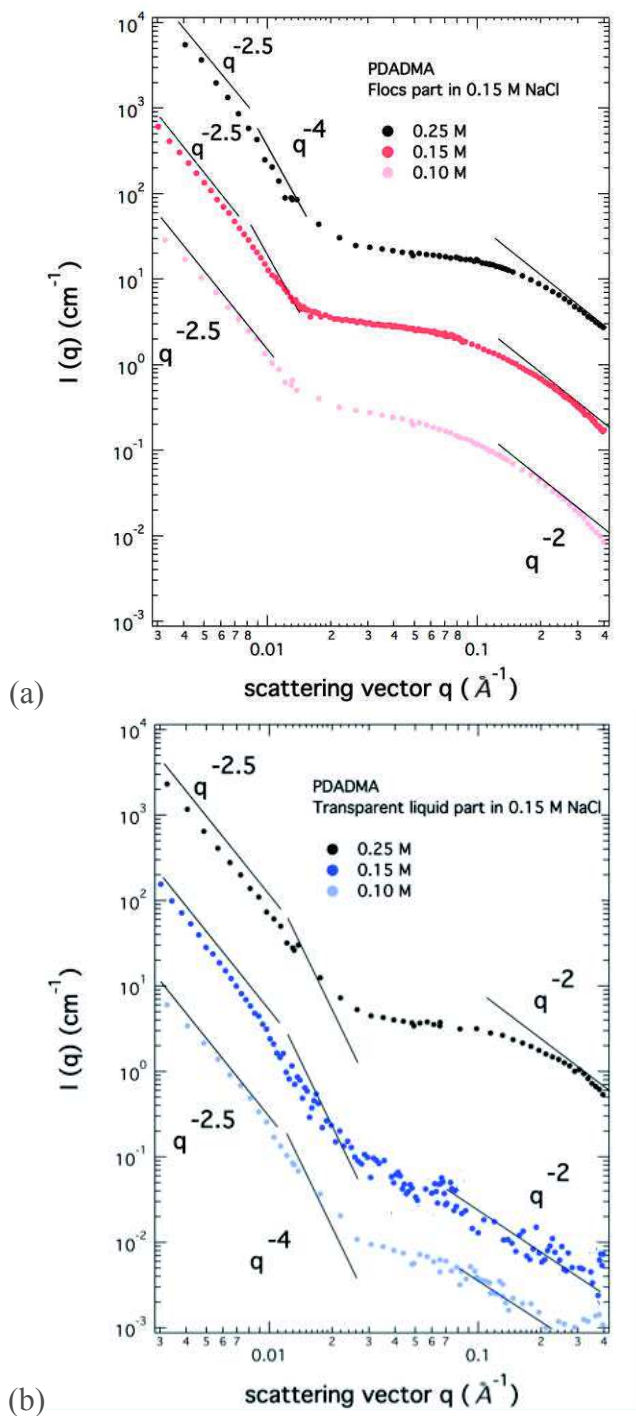 10^4
10^3
10^2
10^1
10^0
10^-1
10^-2
10^-3
I (q) (cm^-1)
q^-2.5
q^-4
q^-2.5
q^-2.5
q^-2
PDADMA
Flocs part in 0.15 M NaCl
0.25 M
0.15 M
0.10 M
3 4 5 6 7 8 0.01 2 3 4 5 6 7 8 0.1 2 3 4
scattering vector q (Å^-1)
(a)
10^4
10^3
10^2
10^1
10^0
10^-1
10^-2
10^-3
I (q) (cm^-1)
q^-2.5
PDADMA
Transparent liquid part in 0.15 M NaCl
0.25 M
0.15 M
0.10 M
q^-2
q^-2.5
q^-2
q^-4
3 4 5 6 7 0.01 2 3 4 5 6 7 0.1 2 3 4
scattering vector q (Å^-1)
(b)